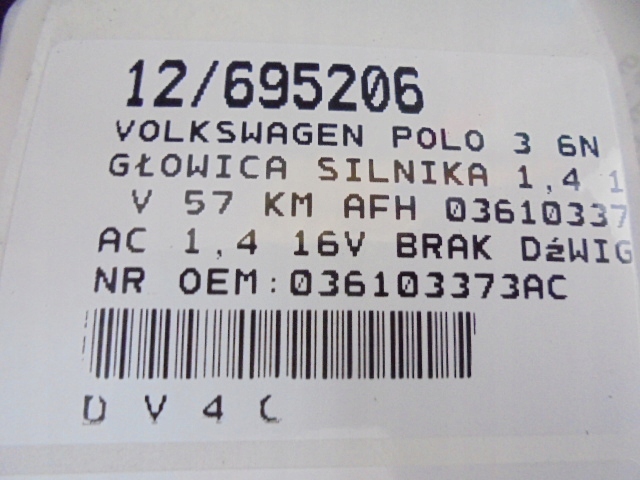 12/695206
VOLKSWAGEN POLO 3 6N
GŁOWICA SILNIKA 1,4 1
V 57 KM AFH 03610337
AC 1,4 16V BRAK DźWIG
NR OEM:036103373AC
D V 4 C